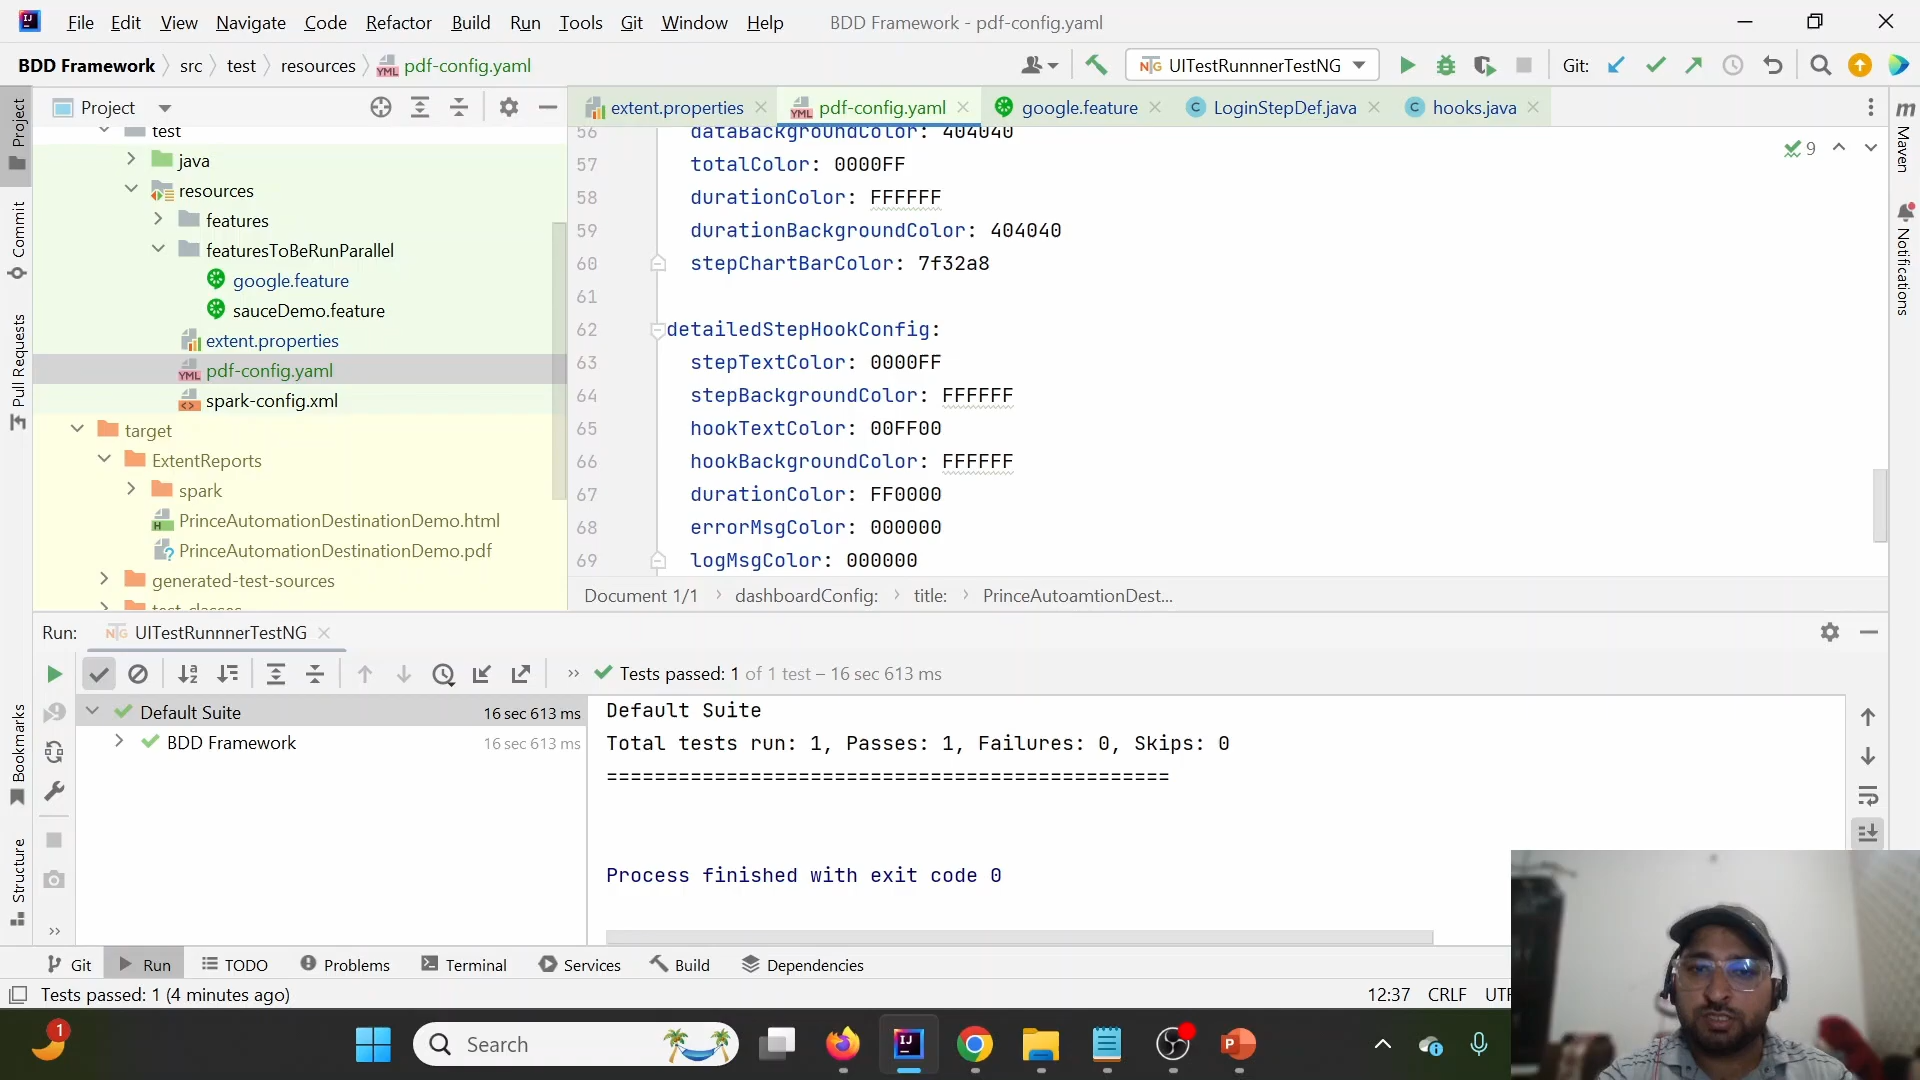 File Edit View Navigate Code Refactor Build Run Tools Git Window Help BDD Framework - pdf-config.yaml
BDD Framework src test resources pdf-config.yaml UITestRunnnerTestNG Git:
Project
extent.properties pdf-config.yaml google.feature LoginStepDef.java hooks.java
test
java
resources
features
featuresToBeRunParallel
google.feature
sauceDemo.feature
extent.properties
pdf-config.yaml
spark-config.xml
target
ExtentReports
spark
PrinceAutomationDestinationDemo.html
PrinceAutomationDestinationDemo.pdf
generated-test-sources
test-classes
56 dataBackgroundColor: 404040
57 totalColor: 0000FF
58 durationColor: FFFFFF
59 durationBackgroundColor: 404040
60 stepChartBarColor: 7f32a8
61
62 detailedStepHookConfig:
63 stepTextColor: 0000FF
64 stepBackgroundColor: FFFFFF
65 hookTextColor: 00FF00
66 hookBackgroundColor: FFFFFF
67 durationColor: FF0000
68 errorMsgColor: 000000
69 logMsgColor: 000000
9
Document 1/1 dashboardConfig: title: PrinceAutoamtionDest...
Project
Commit
Pull Requests
Bookmarks
Structure
m
Maven
Notifications
Run: UITestRunnnerTestNG
Tests passed: 1 of 1 test – 16 sec 613 ms
Default Suite 16 sec 613 ms
BDD Framework 16 sec 613 ms
Default Suite
Total tests run: 1, Passes: 1, Failures: 0, Skips: 0
===============================================
Process finished with exit code 0
Git Run TODO Problems Terminal Services Build Dependencies
Tests passed: 1 (4 minutes ago) 12:37 CRLF UTF
1 Search